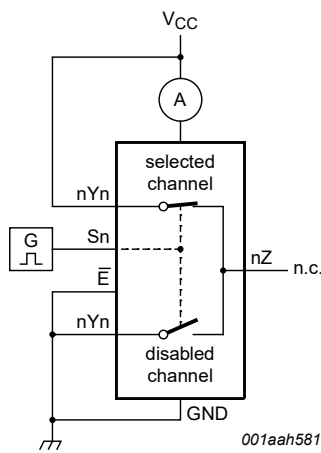 VCC
A
selected
channel
nYn
G
Sn
nZ
n.c.
E̅
nYn
disabled
channel
GND
001aah581